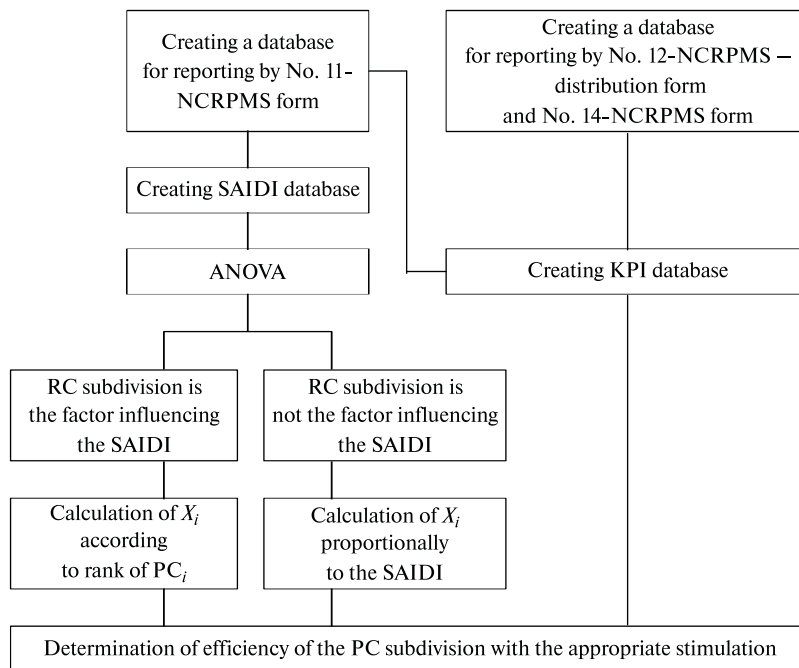 Creating a database
for reporting by No. 11-
NCRPMS form
Creating a database
for reporting by No. 12-NCRPMS –
distribution form
and No. 14-NCRPMS form
Creating SAIDI database
ANOVA
Creating KPI database
RC subdivision is
the factor influencing
the SAIDI
RC subdivision is
not the factor influencing
the SAIDI
Calculation of Xi
according
to rank of PCi
Calculation of Xi
proportionally
to the SAIDI
Determination of efficiency of the PC subdivision with the appropriate stimulation